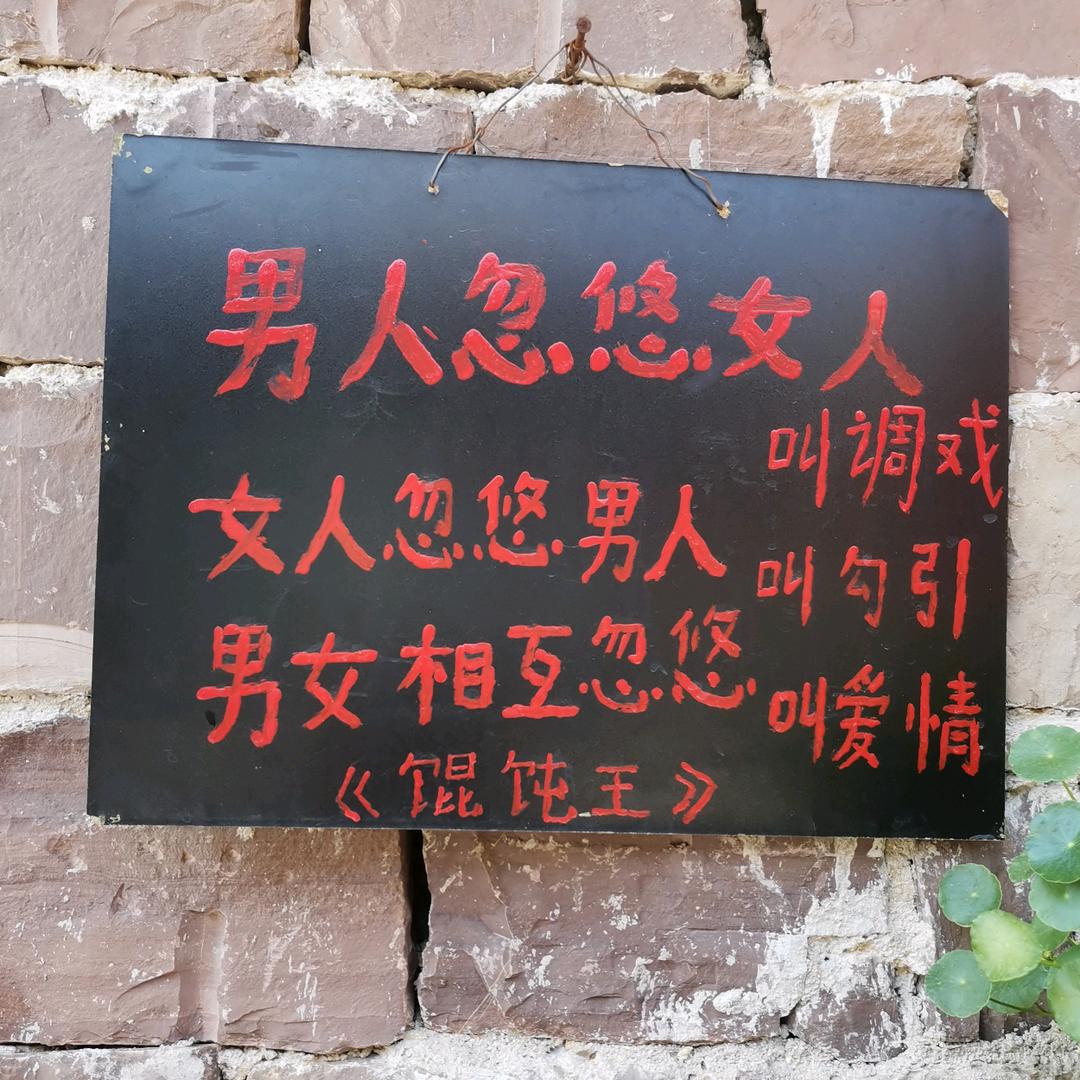 男人忽悠女人
叫调戏
女人忽悠男人
叫勾引
男女相互忽悠
叫爱情
《馄饨王》